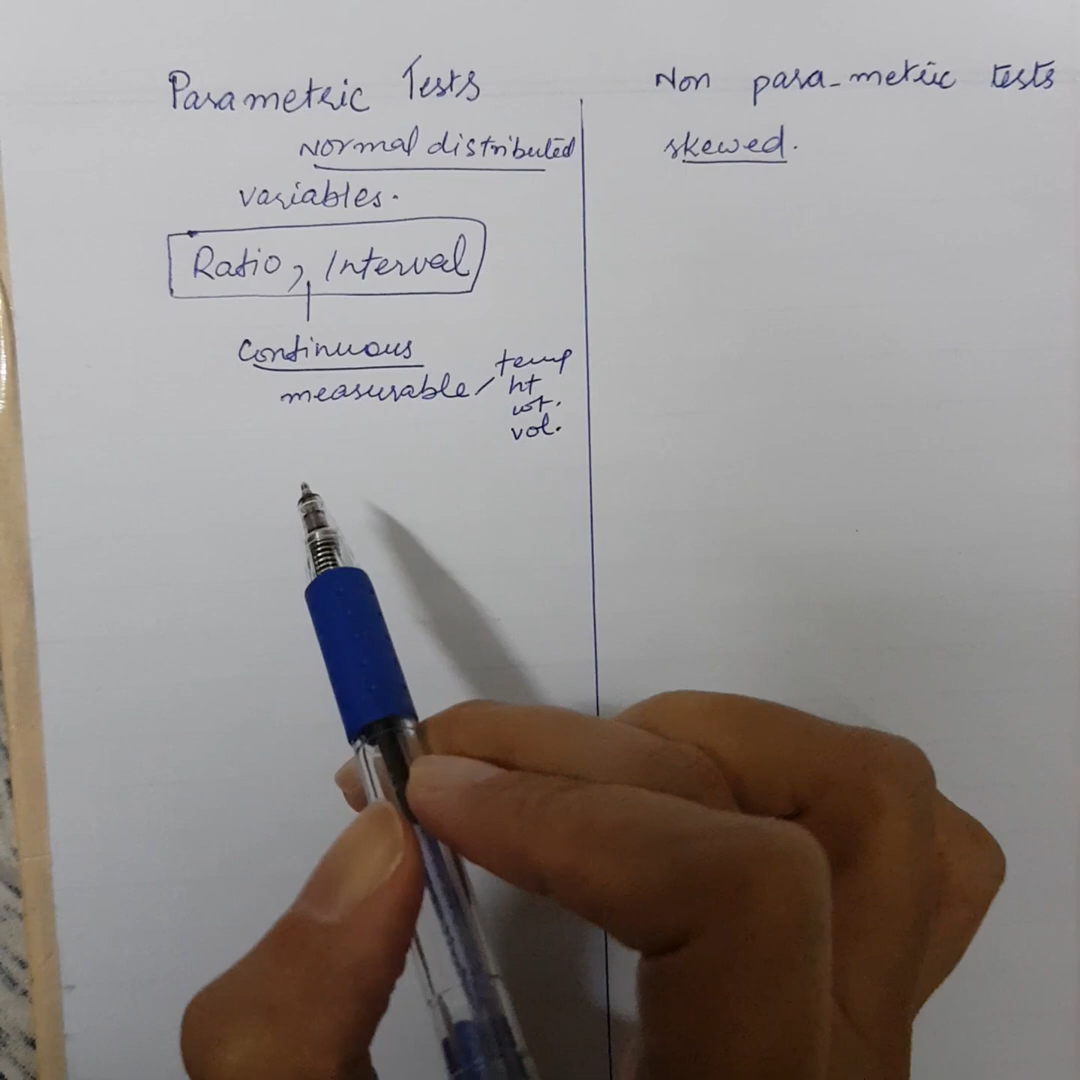 Parametric Tests
Normal distributed
variables.
Ratio, Interval
Continuous
measurable
temp
ht
wt.
vol.
Non para-metric tests
skewed.